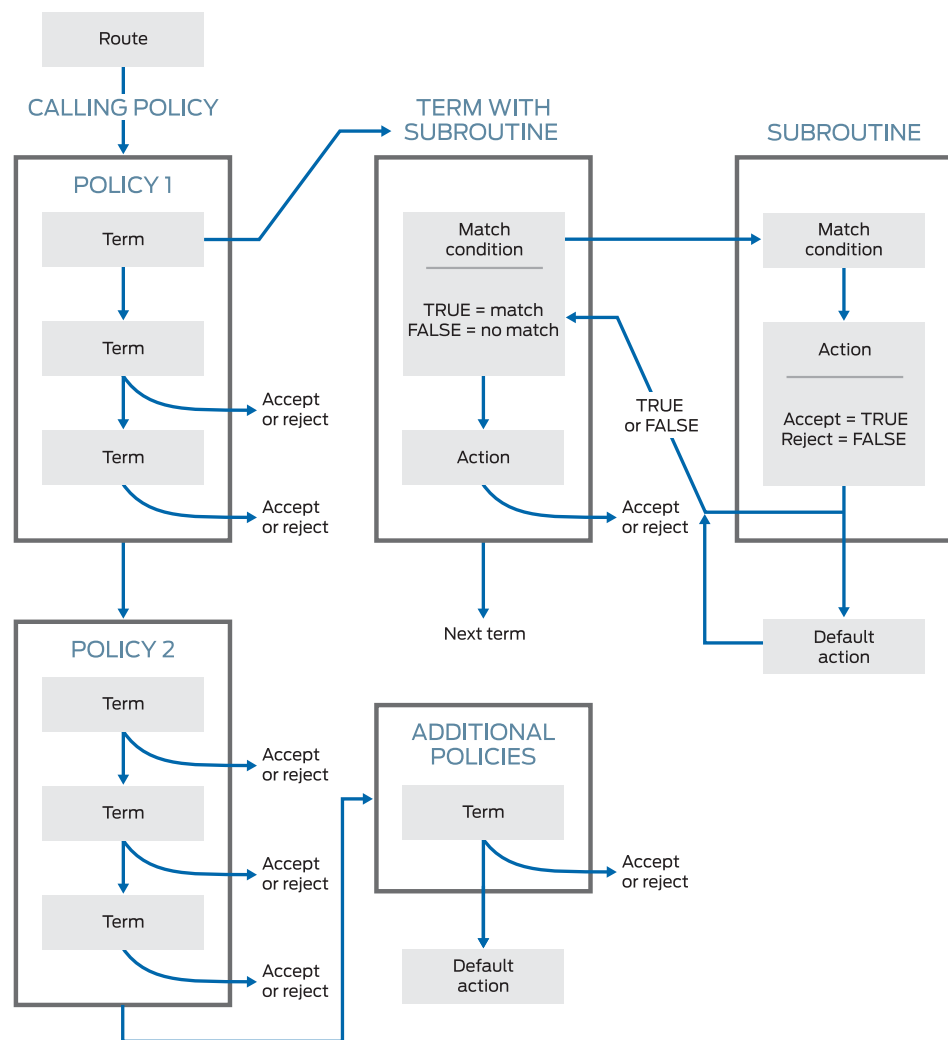 Route
CALLING POLICY
POLICY 1
Term
Term
Accept
or reject
Term
Accept
or reject
TERM WITH
SUBROUTINE
Match
condition
TRUE = match
FALSE = no match
Action
Accept
or reject
Next term
TRUE
or FALSE
SUBROUTINE
Match
condition
Action
Accept = TRUE
Reject = FALSE
Default
action
POLICY 2
Term
Accept
or reject
Term
Accept
or reject
Term
Accept
or reject
ADDITIONAL
POLICIES
Term
Accept
or reject
Default
action